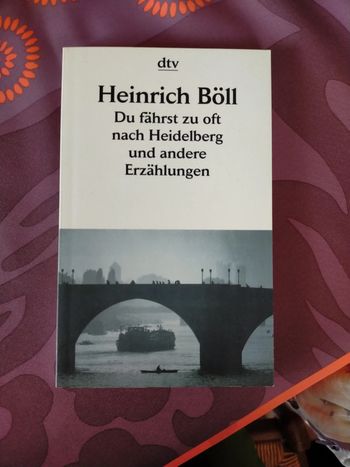 dtv
Heinrich Böll
Du fährst zu oft
nach Heidelberg
und andere
Erzählungen